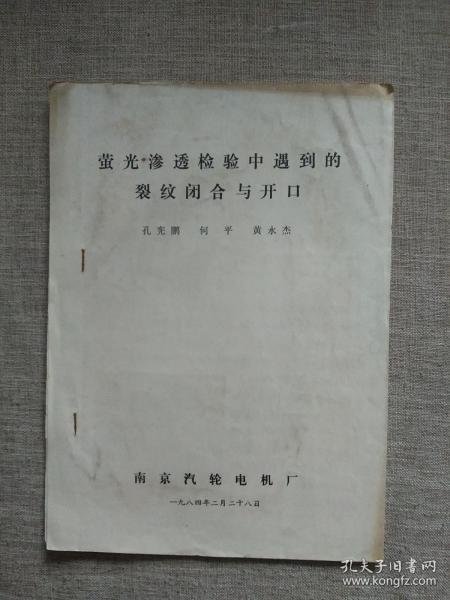 萤光渗透检验中遇到的
裂纹闭合与开口
孔宪鹏 何平 黄永杰
南京汽轮电机厂
一九八四年二月二十八日
孔夫子旧书网
www.kongfz.com